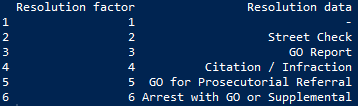 Resolution factor Resolution data
1 1 -
2 2 Street Check
3 3 GO Report
4 4 Citation / Infraction
5 5 GO for Prosecutorial Referral
6 6 Arrest with GO or Supplemental